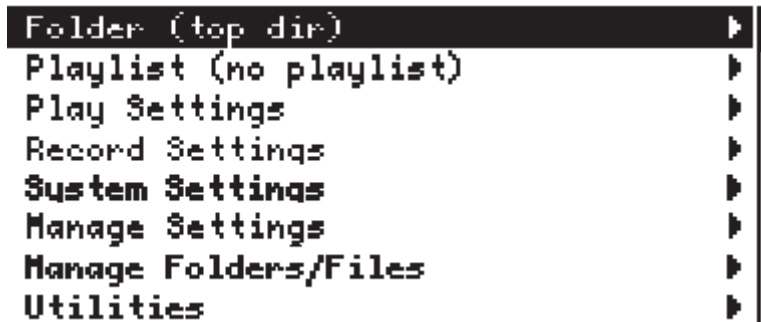 Folder (top dir)
Playlist (no playlist)
Play Settings
Record Settings
System Settings
Manage Settings
Manage Folders/Files
Utilities